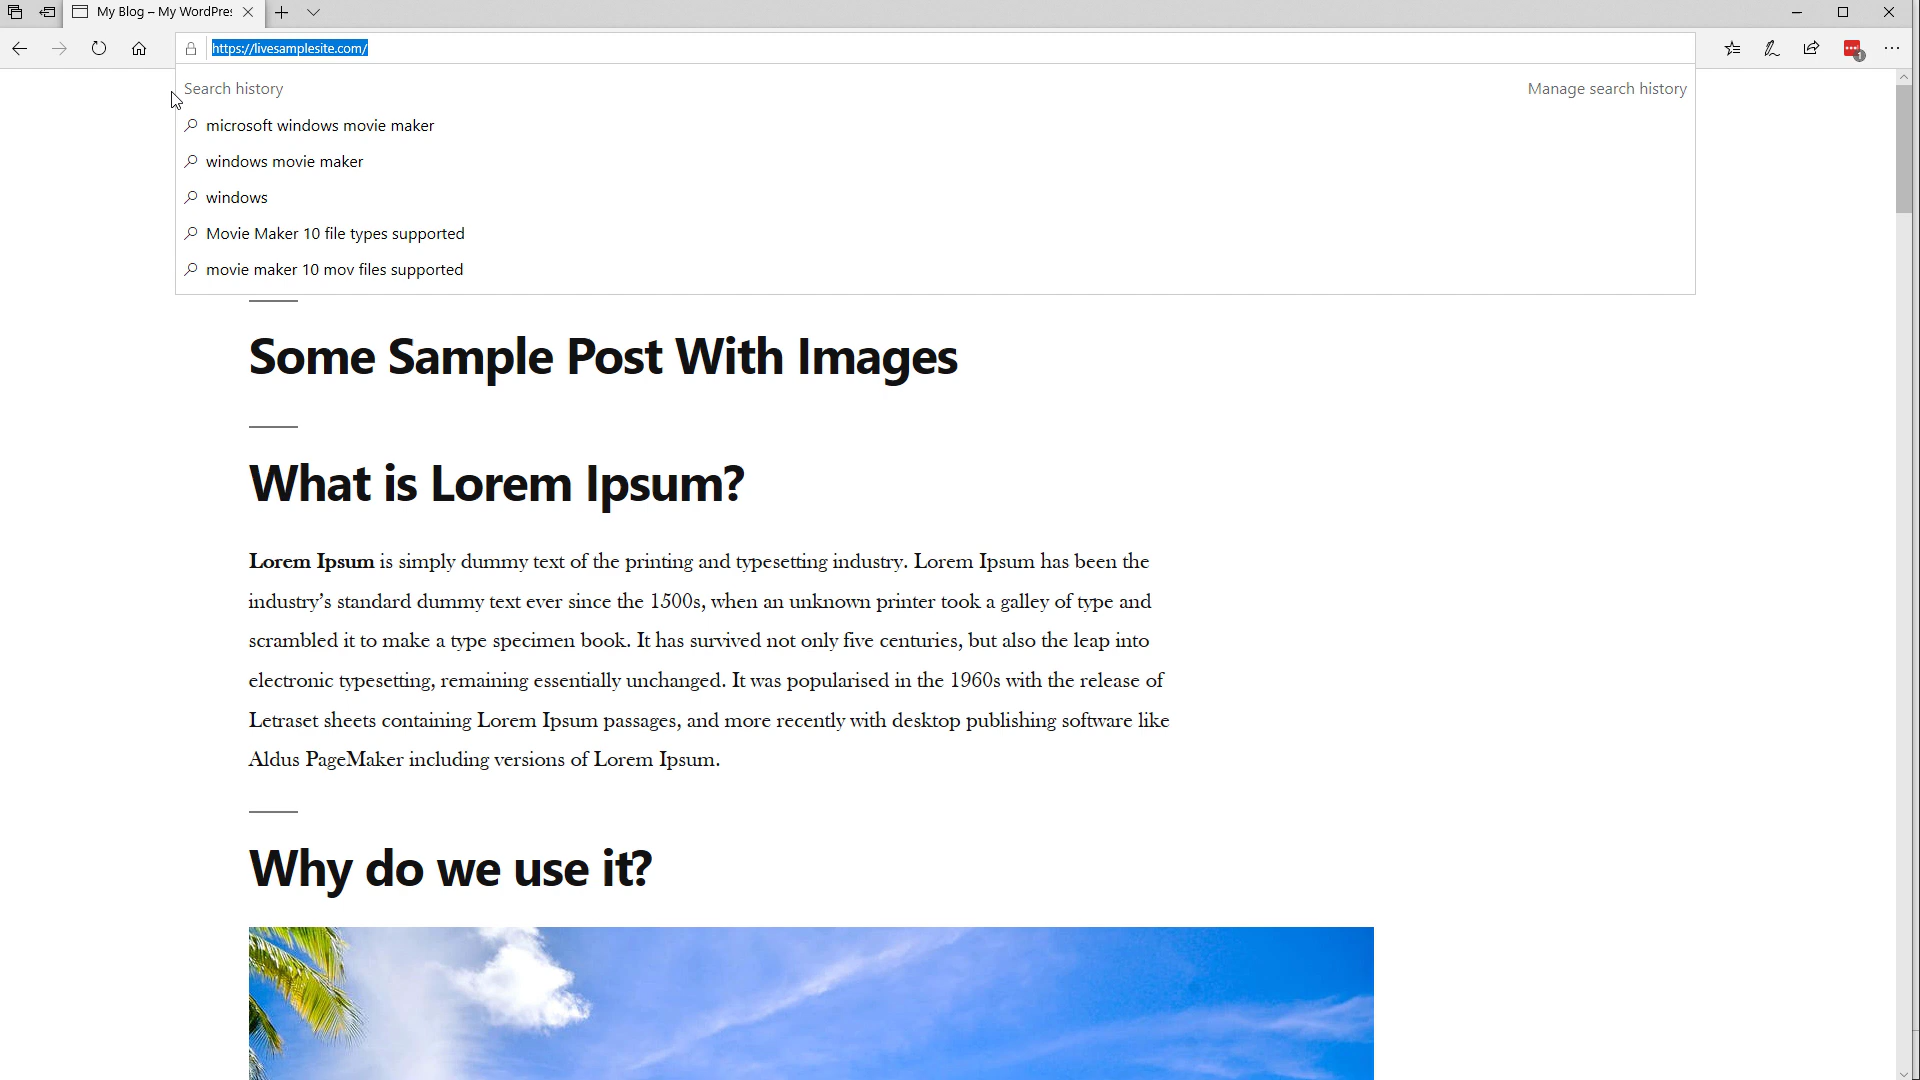 My Blog – My WordPres
https://livesamplesite.com/
Search history Manage search history
microsoft windows movie maker
windows movie maker
windows
Movie Maker 10 file types supported
movie maker 10 mov files supported
Some Sample Post With Images
What is Lorem Ipsum?
Lorem Ipsum is simply dummy text of the printing and typesetting industry. Lorem Ipsum has been the
industry’s standard dummy text ever since the 1500s, when an unknown printer took a galley of type and
scrambled it to make a type specimen book. It has survived not only five centuries, but also the leap into
electronic typesetting, remaining essentially unchanged. It was popularised in the 1960s with the release of
Letraset sheets containing Lorem Ipsum passages, and more recently with desktop publishing software like
Aldus PageMaker including versions of Lorem Ipsum.
Why do we use it?
1